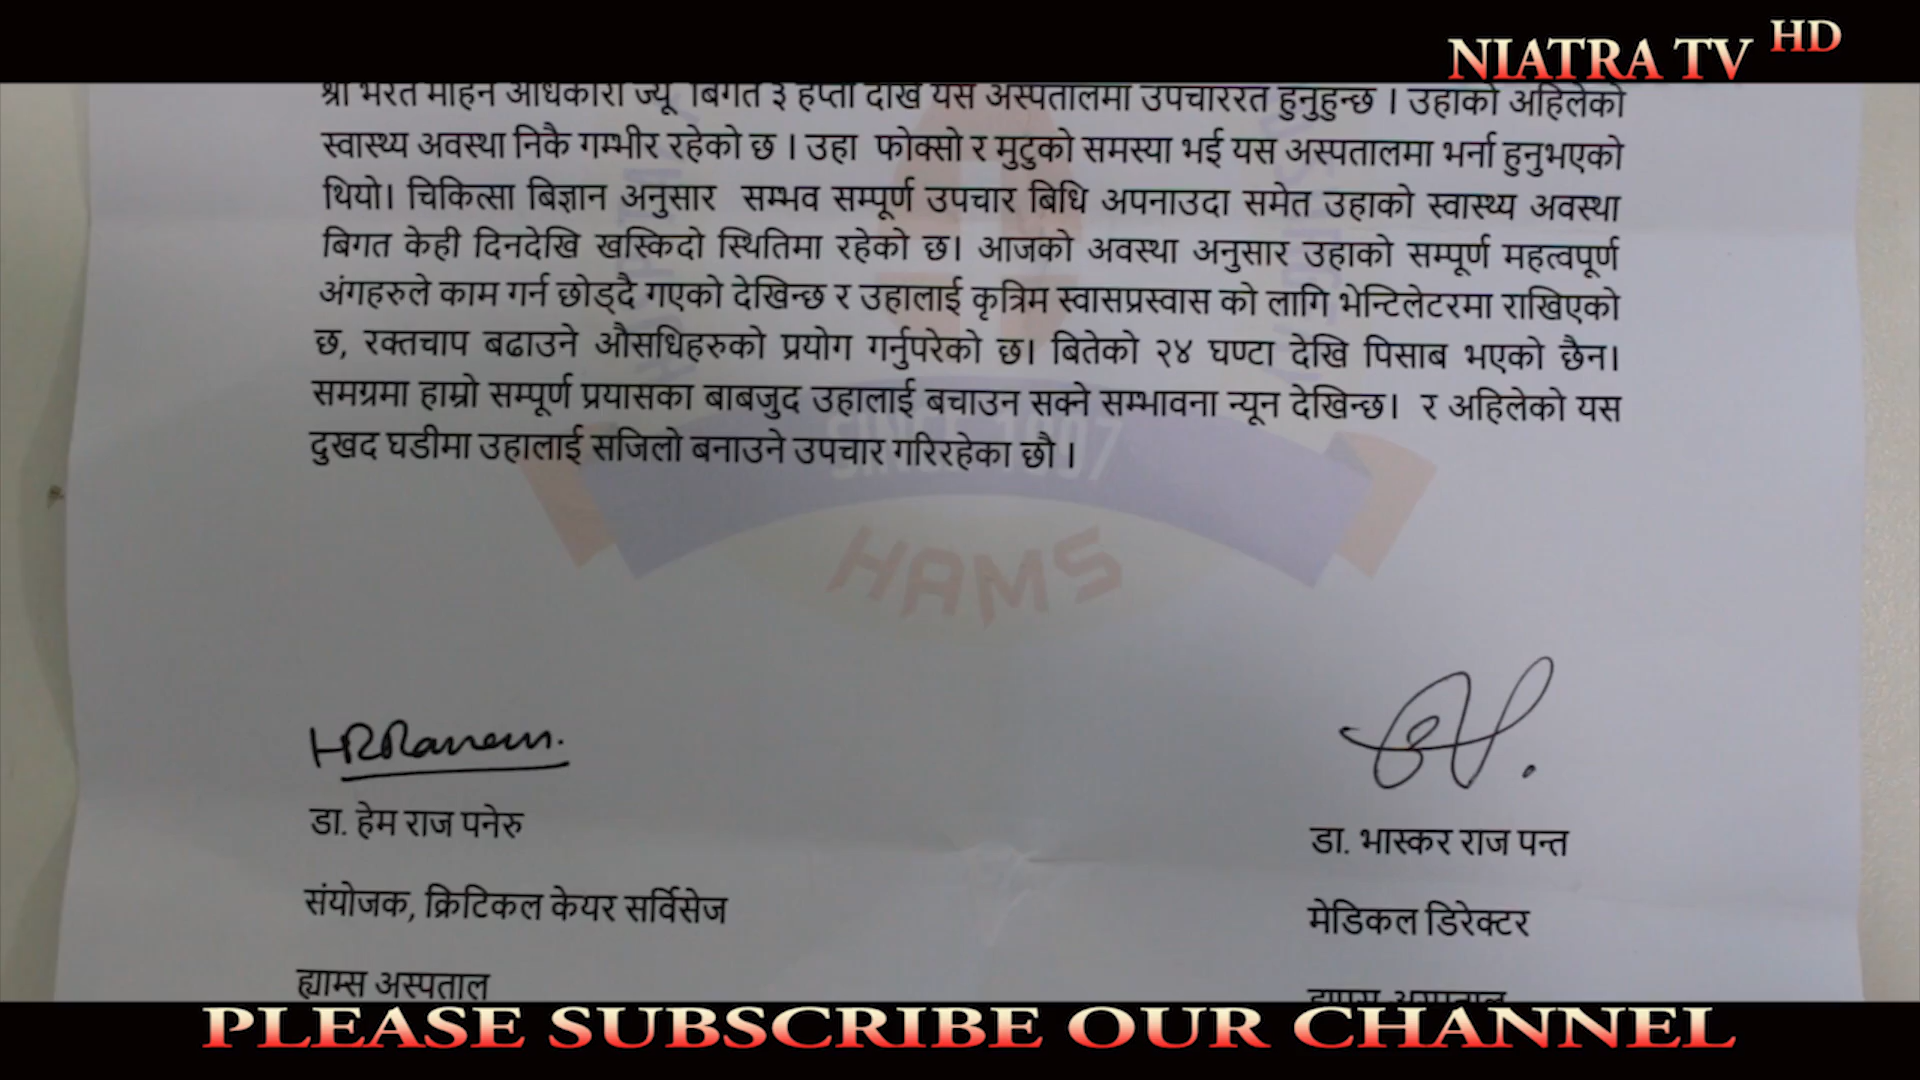 NIATRA TV HD
श्री भरत मोहन अधिकारी ज्यू बिगत ३ हप्ता देखि यस अस्पतालमा उपचाररत हुनुहुन्छ । उहाको अहिलेको
स्वास्थ्य अवस्था निकै गम्भीर रहेको छ । उहा फोक्सो र मुटुको समस्या भई यस अस्पतालमा भर्ना हुनुभएको
थियो। चिकित्सा बिज्ञान अनुसार सम्भव सम्पूर्ण उपचार बिधि अपनाउदा समेत उहाको स्वास्थ्य अवस्था
बिगत केही दिनदेखि खस्किदो स्थितिमा रहेको छ। आजको अवस्था अनुसार उहाको सम्पूर्ण महत्वपूर्ण
अंगहरुले काम गर्न छोड्दै गएको देखिन्छ र उहालाई कृत्रिम स्वासप्रस्वास को लागि भेन्टिलेटरमा राखिएको
छ, रक्तचाप बढाउने औसधिहरुको प्रयोग गर्नुपरेको छ। बितेको २४ घण्टा देखि पिसाब भएको छैन।
समग्रमा हाम्रो सम्पूर्ण प्रयासका बाबजुद उहालाई बचाउन सक्ने सम्भावना न्यून देखिन्छ। र अहिलेको यस
दुखद घडीमा उहालाई सजिलो बनाउने उपचार गरिरहेका छौ ।
SINCE 1997
HAMS
डा. हेम राज पनेरु
डा. भास्कर राज पन्त
संयोजक, क्रिटिकल केयर सर्विसेज
मेडिकल डिरेक्टर
ह्याम्स अस्पताल
ह्याम्स अस्पताल
PLEASE SUBSCRIBE OUR CHANNEL